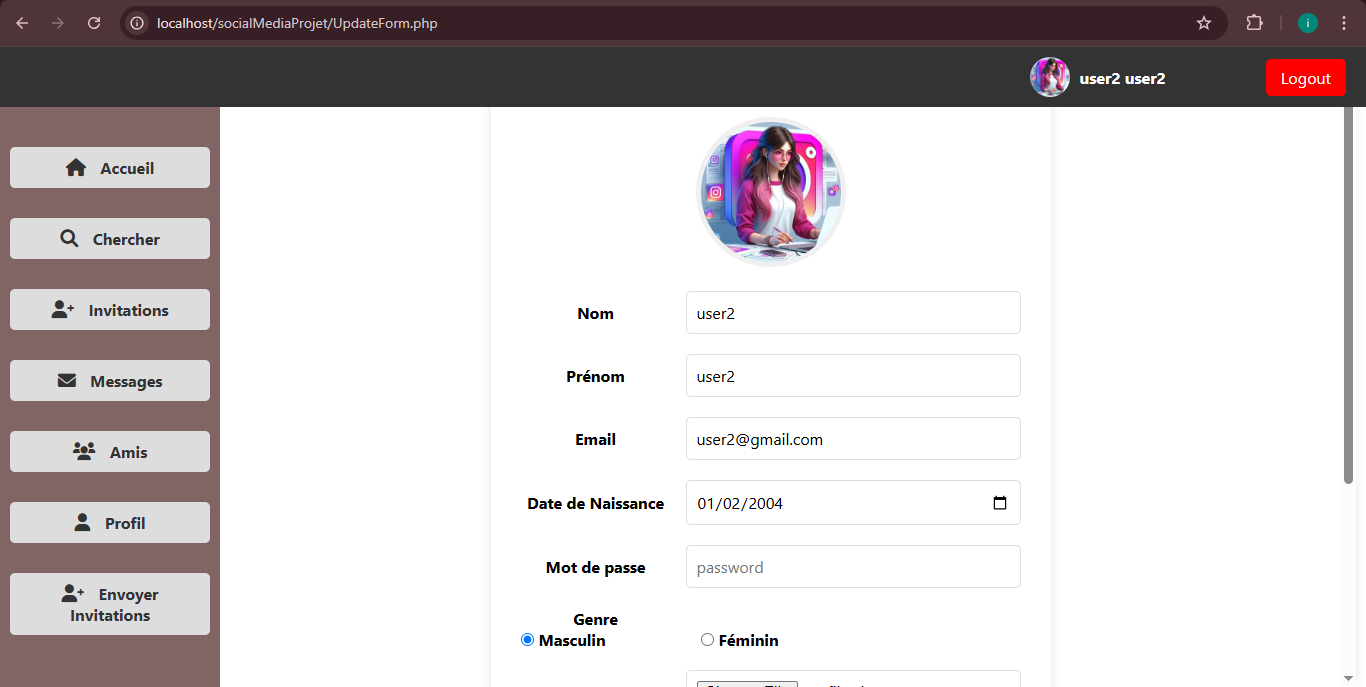 localhost/socialMediaProjet/UpdateForm.php
i
user2 user2
Logout
Accueil
Chercher
Invitations
Messages
Amis
Profil
Envoyer
Invitations
Nom
user2
Prénom
user2
Email
user2@gmail.com
Date de Naissance
01/02/2004
Mot de passe
password
Genre
Masculin
Féminin